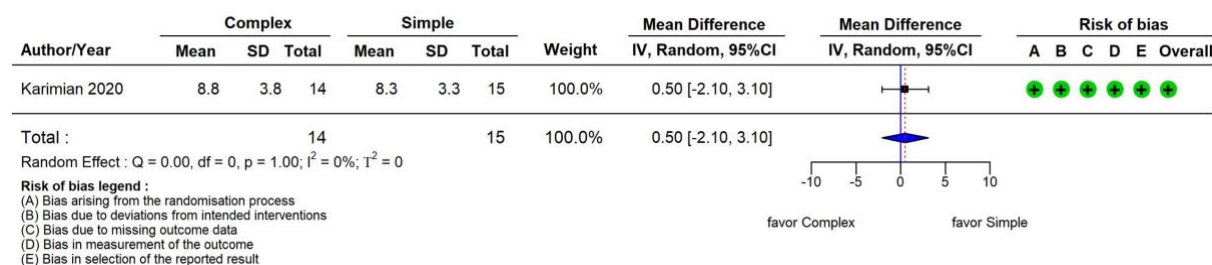 Complex Simple Mean Difference Mean Difference Risk of bias
Author/Year Mean SD Total Mean SD Total Weight IV, Random, 95%CI IV, Random, 95%CI A B C D E Overall
Karimian 2020 8.8 3.8 14 8.3 3.3 15 100.0% 0.50 [-2.10, 3.10] + + + + + +
Total : 14 15 100.0% 0.50 [-2.10, 3.10]
Random Effect : Q = 0.00, df = 0, p = 1.00; I² = 0%; T² = 0
-10 -5 0 5 10
favor Complex favor Simple
Risk of bias legend :
(A) Bias arising from the randomisation process
(B) Bias due to deviations from intended interventions
(C) Bias due to missing outcome data
(D) Bias in measurement of the outcome
(E) Bias in selection of the reported result